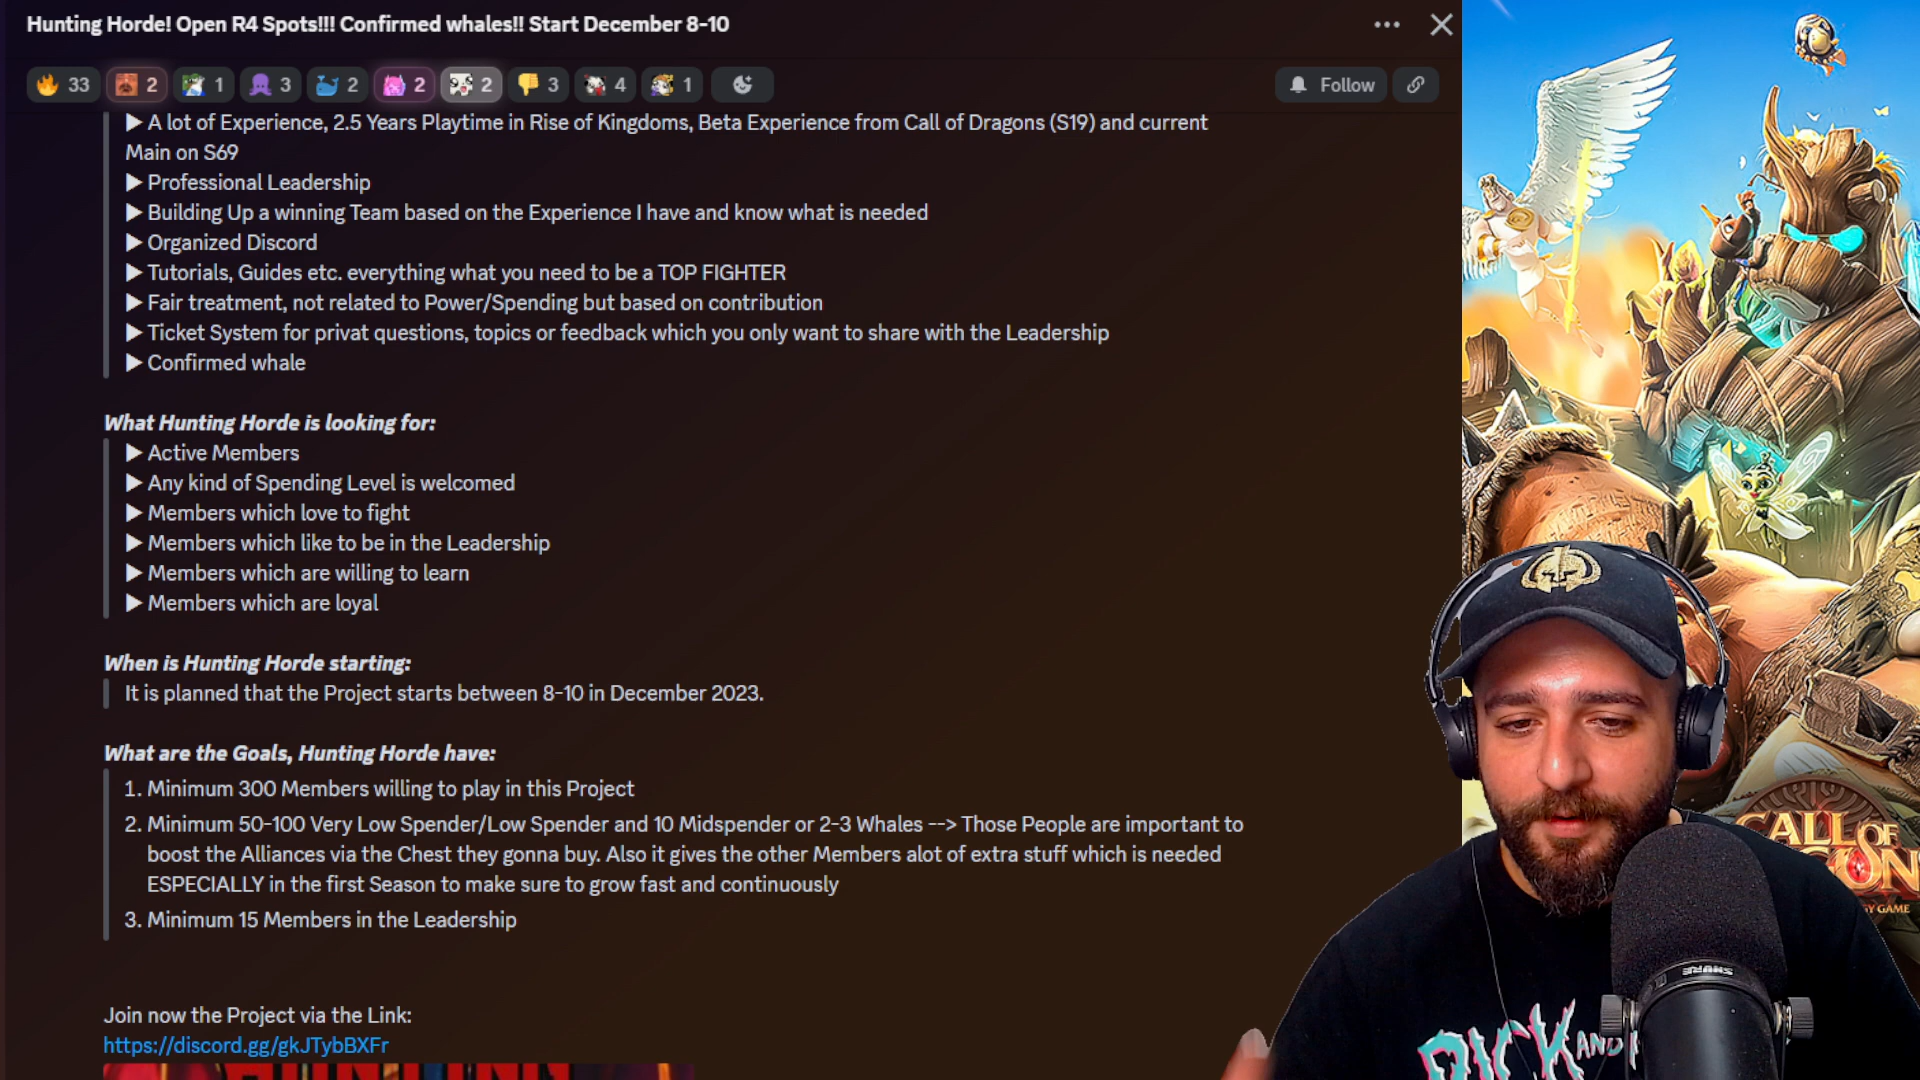 Hunting Horde! Open R4 Spots!!! Confirmed whales!! Start December 8-10
33 2 1 3 2 2 2 3 4 1
Follow
▶ A lot of Experience, 2.5 Years Playtime in Rise of Kingdoms, Beta Experience from Call of Dragons (S19) and current
Main on S69
▶ Professional Leadership
▶ Building Up a winning Team based on the Experience I have and know what is needed
▶ Organized Discord
▶ Tutorials, Guides etc. everything what you need to be a TOP FIGHTER
▶ Fair treatment, not related to Power/Spending but based on contribution
▶ Ticket System for privat questions, topics or feedback which you only want to share with the Leadership
▶ Confirmed whale
What Hunting Horde is looking for:
▶ Active Members
▶ Any kind of Spending Level is welcomed
▶ Members which love to fight
▶ Members which like to be in the Leadership
▶ Members which are willing to learn
▶ Members which are loyal
When is Hunting Horde starting:
It is planned that the Project starts between 8-10 in December 2023.
What are the Goals, Hunting Horde have:
1. Minimum 300 Members willing to play in this Project
2. Minimum 50-100 Very Low Spender/Low Spender and 10 Midspender or 2-3 Whales --> Those People are important to
boost the Alliances via the Chest they gonna buy. Also it gives the other Members alot of extra stuff which is needed
ESPECIALLY in the first Season to make sure to grow fast and continuously
3. Minimum 15 Members in the Leadership
Join now the Project via the Link:
https://discord.gg/gkJTybBXFr
CALL OF
GAME
SHURE
RICK AND